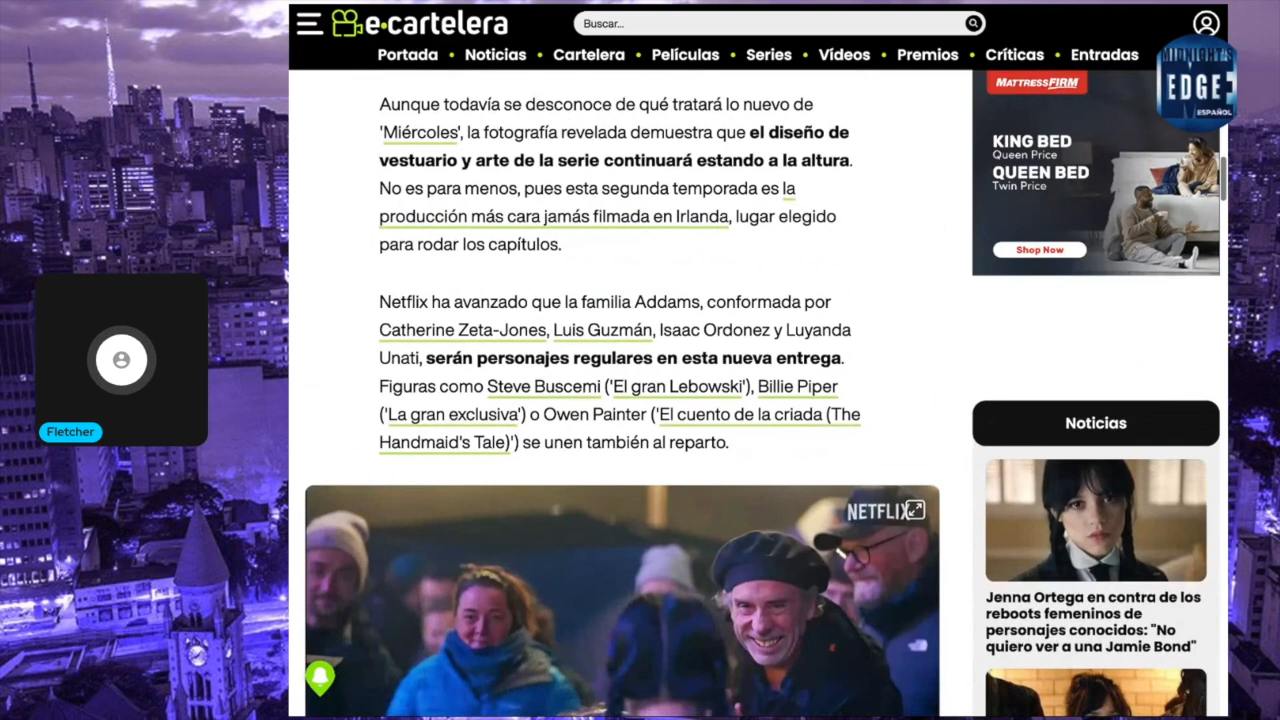 e-cartelera
Buscar...
Portada • Noticias • Cartelera • Películas • Series • Vídeos • Premios • Críticas • Entradas
MIDNIGHT'S
EDGE
ESPAÑOL
Aunque todavía se desconoce de qué tratará lo nuevo de
'Miércoles', la fotografía revelada demuestra que el diseño de
vestuario y arte de la serie continuará estando a la altura.
No es para menos, pues esta segunda temporada es la
producción más cara jamás filmada en Irlanda, lugar elegido
para rodar los capítulos.
Netflix ha avanzado que la familia Addams, conformada por
Catherine Zeta-Jones, Luis Guzmán, Isaac Ordonez y Luyanda
Unati, serán personajes regulares en esta nueva entrega.
Figuras como Steve Buscemi ('El gran Lebowski'), Billie Piper
('La gran exclusiva') o Owen Painter ('El cuento de la criada (The
Handmaid's Tale)') se unen también al reparto.
NETFLIX
MATTRESSFIRM
KING BED
Queen Price
QUEEN BED
Twin Price
Shop Now
Noticias
Jenna Ortega en contra de los
reboots femeninos de
personajes conocidos: "No
quiero ver a una Jamie Bond"
Fletcher